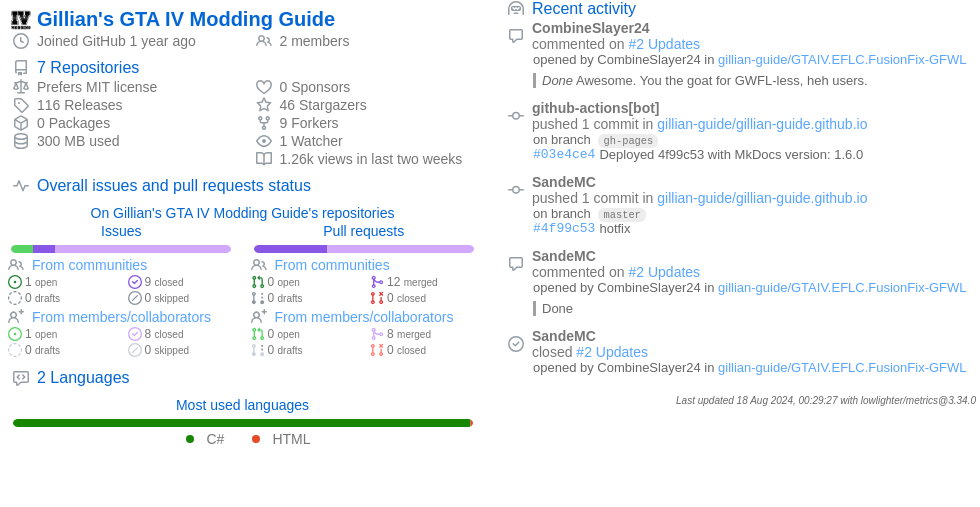 Gillian's GTA IV Modding Guide
Joined GitHub 1 year ago
2 members
7 Repositories
Prefers MIT license
116 Releases
0 Packages
300 MB used
0 Sponsors
46 Stargazers
9 Forkers
1 Watcher
1.26k views in last two weeks
Overall issues and pull requests status
On Gillian's GTA IV Modding Guide's repositories
Issues
From communities
1 open
9 closed
0 drafts
0 skipped
From members/collaborators
1 open
8 closed
0 drafts
0 skipped
Pull requests
From communities
0 open
12 merged
0 drafts
0 closed
From members/collaborators
0 open
8 merged
0 drafts
0 closed
2 Languages
Most used languages
C#
HTML
Recent activity
CombineSlayer24
commented on #2 Updates
opened by CombineSlayer24 in gillian-guide/GTAIV.EFLC.FusionFix-GFWL
Done Awesome. You the goat for GWFL-less, heh users.
github-actions[bot]
pushed 1 commit in gillian-guide/gillian-guide.github.io
on branch gh-pages
#03e4ce4 Deployed 4f99c53 with MkDocs version: 1.6.0
SandeMC
pushed 1 commit in gillian-guide/gillian-guide.github.io
on branch master
#4f99c53 hotfix
SandeMC
commented on #2 Updates
opened by CombineSlayer24 in gillian-guide/GTAIV.EFLC.FusionFix-GFWL
Done
SandeMC
closed #2 Updates
opened by CombineSlayer24 in gillian-guide/GTAIV.EFLC.FusionFix-GFWL
Last updated 18 Aug 2024, 00:29:27 with lowlighter/metrics@3.34.0